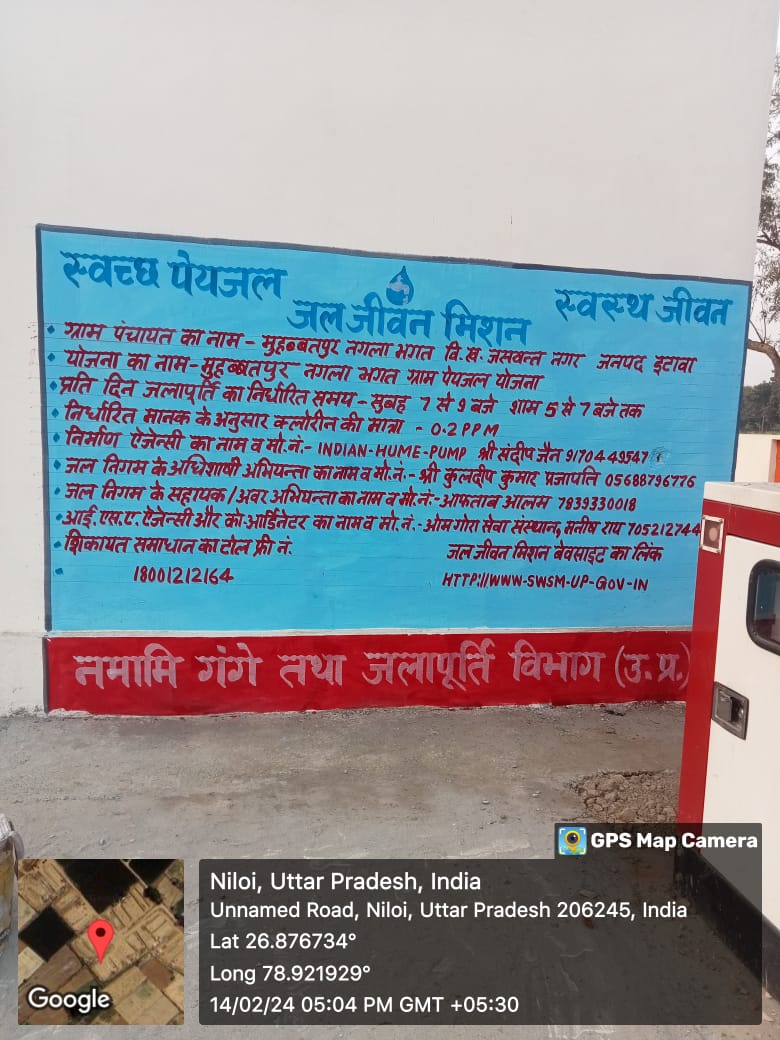 स्वच्छ पेयजल
जल जीवन मिशन
स्वस्थ जीवन
• ग्राम पंचायत का नाम - मुहब्बतपुर नगला भगत वि.ख. जसवन्त नगर जनपद इटावा
• योजना का नाम - मुहब्बतपुर - नगला भगत ग्राम पेयजल योजना
• प्रति दिन जलापूर्ति का निर्धारित समय - सुबह 7 से 9 बजे शाम 5 से 7 बजे तक
• निर्धारित मानक के अनुसार क्लोरीन की मात्रा - 0.2 PPM
• निर्माण ऐजेन्सी का नाम व मो.नं.- INDIAN-HUME-PUMP श्री संदीप जैन 9170449547
• जल निगम के अधिशाषी अभियन्ता का नाम व मो.नं.- श्री कुलदीप कुमार प्रजापति 05688796776
• जल निगम के सहायक/अवर अभियन्ता का नाम व मो.नं:- आफताब आलम 7839330018
• आई.एस.ए. ऐजेन्सी और को-आर्डिनेटर का नाम व मो.नं.- ओम गोरा सेवा संस्थान, मनीष राय 705212744
• शिकायत समाधान का टोल फ्री नं.
18001212164
जल जीवन मिशन बेवसाइट का लिंक
HTTP://WWW-SWSM-UP-GOV-IN
नमामि गंगे तथा जलापूर्ति विभाग (उ.प्र.)
GPS Map Camera
Google
Niloi, Uttar Pradesh, India
Unnamed Road, Niloi, Uttar Pradesh 206245, India
Lat 26.876734°
Long 78.921929°
14/02/24 05:04 PM GMT +05:30